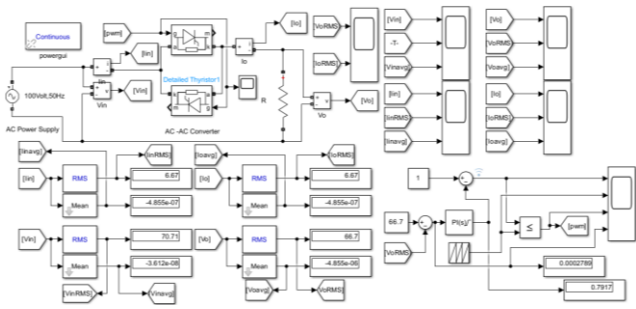 Continuous
powergui
[pwm]
g
m
a
k
[Io]
[Iin]
Io
Detailed Thyristor1
[Vin]
Iin
Vin
100Volt,50Hz
AC Power Supply
AC -AC Converter
R
Vo
[Vo]
[VoRMS]
[IoRMS]
[Vin]
-T-
[Vinavg]
[Iin]
[IinRMS]
[Iinavg]
[Vo]
[VoRMS]
[Voavg]
[Io]
[IoRMS]
[Ioavg]
[Iinavg]
[IinRMS]
[Ioavg]
[IoRMS]
[Iin]
RMS
6.67
[Io]
RMS
6.67
Mean
-4.855e-07
Mean
-4.855e-07
[Vin]
RMS
70.71
[Vo]
RMS
66.7
Mean
-3.612e-08
Mean
-4.855e-06
[VinRMS]
[Vinavg]
[Voavg]
[VoRMS]
1
66.7
PI(s)
≤
[pwm]
[VoRMS]
0.0002789
0.7917